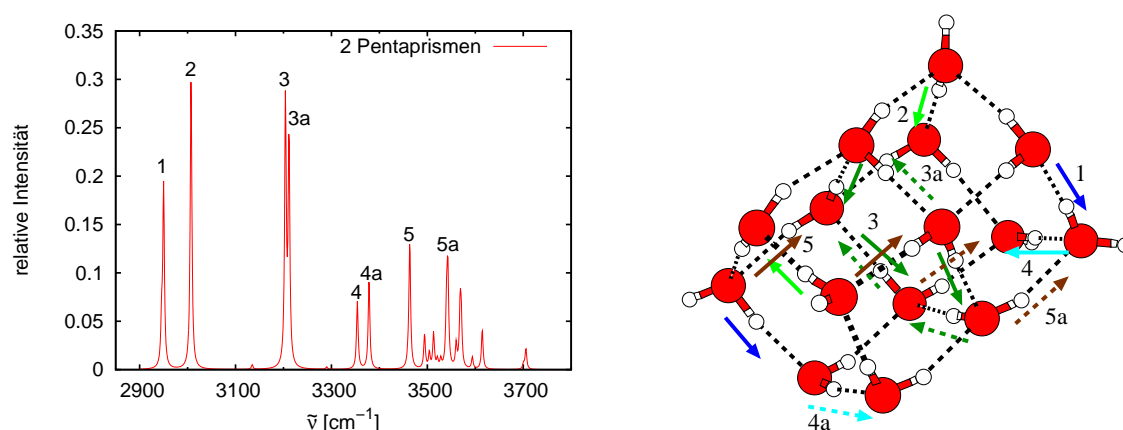 0.35
0.3
0.25
0.2
0.15
0.1
0.05
0
relative Intensität
2900 3100 3300 3500 3700
ν̃ [cm⁻¹]
2 Pentaprismen
1
2
3
3a
4
4a
5
5a
2
1
3a
3
5
4
5a
4a